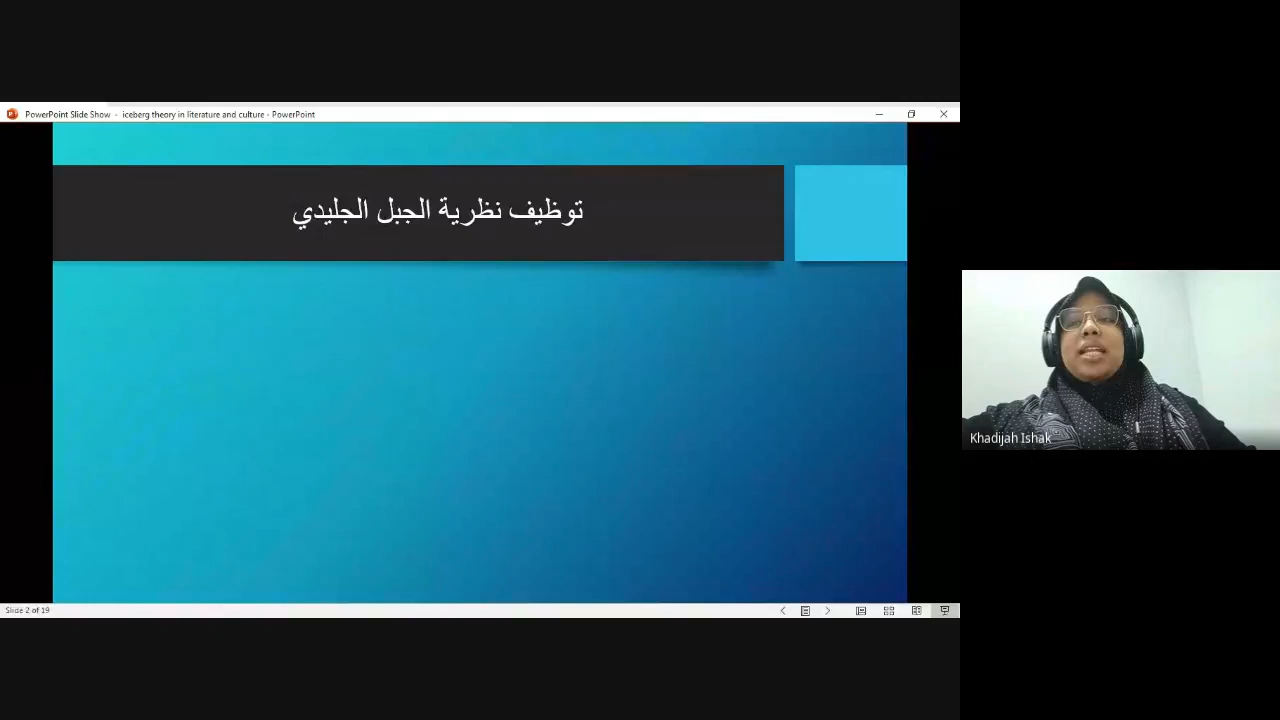 PowerPoint Slide Show - iceberg theory in literature and culture - PowerPoint
توظيف نظرية الجبل الجليدي
Khadijah Ishak
Slide 2 of 19